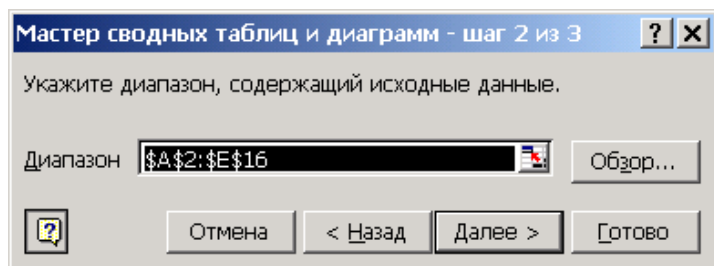 Мастер сводных таблиц и диаграмм - шаг 2 из 3
Укажите диапазон, содержащий исходные данные.
Диапазон $A$2:$E$16 Обзор...
Отмена < Назад Далее > Готово